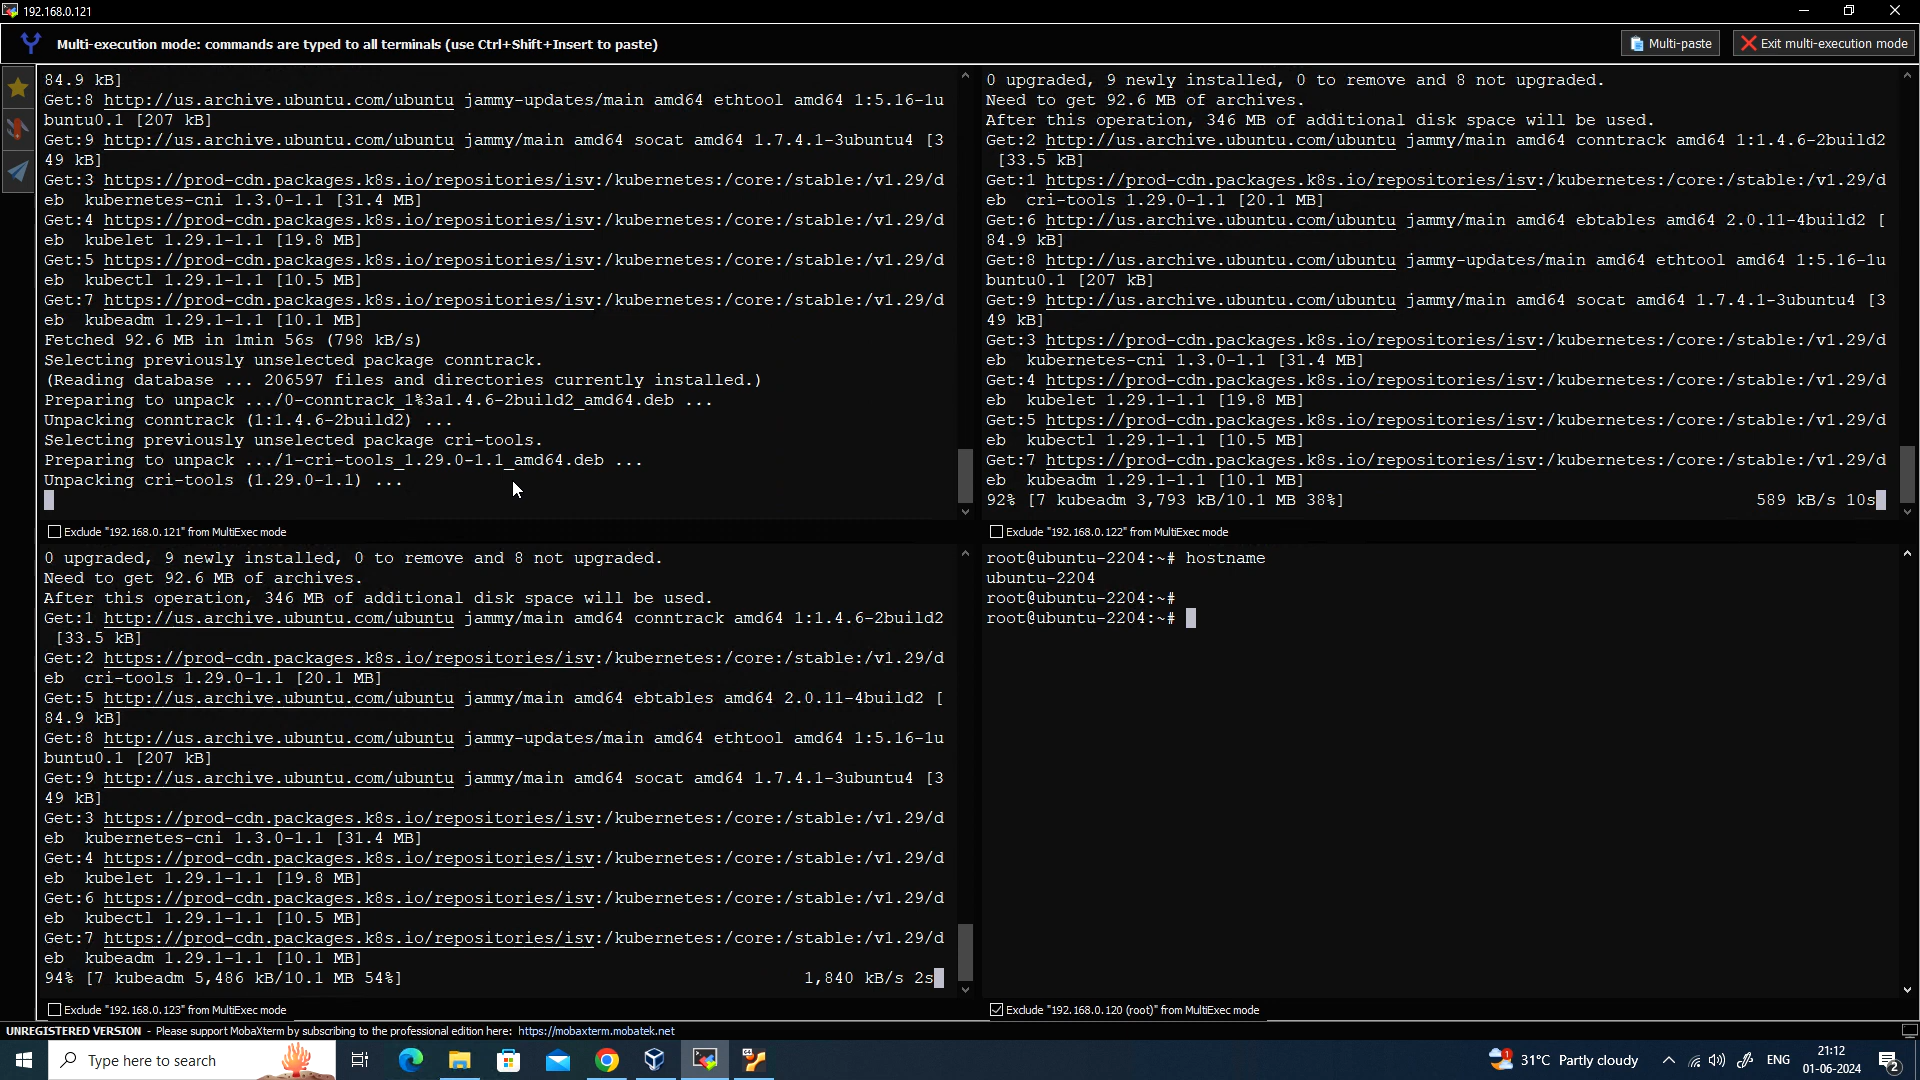 192.168.0.121
Multi-execution mode: commands are typed to all terminals (use Ctrl+Shift+Insert to paste)
Multi-paste
Exit multi-execution mode
84.9 kB]
Get:8 http://us.archive.ubuntu.com/ubuntu jammy-updates/main amd64 ethtool amd64 1:5.16-1u
buntu0.1 [207 kB]
Get:9 http://us.archive.ubuntu.com/ubuntu jammy/main amd64 socat amd64 1.7.4.1-3ubuntu4 [3
49 kB]
Get:3 https://prod-cdn.packages.k8s.io/repositories/isv:/kubernetes:/core:/stable:/v1.29/d
eb  kubernetes-cni 1.3.0-1.1 [31.4 MB]
Get:4 https://prod-cdn.packages.k8s.io/repositories/isv:/kubernetes:/core:/stable:/v1.29/d
eb  kubelet 1.29.1-1.1 [19.8 MB]
Get:5 https://prod-cdn.packages.k8s.io/repositories/isv:/kubernetes:/core:/stable:/v1.29/d
eb  kubectl 1.29.1-1.1 [10.5 MB]
Get:7 https://prod-cdn.packages.k8s.io/repositories/isv:/kubernetes:/core:/stable:/v1.29/d
eb  kubeadm 1.29.1-1.1 [10.1 MB]
Fetched 92.6 MB in 1min 56s (798 kB/s)
Selecting previously unselected package conntrack.
(Reading database ... 206597 files and directories currently installed.)
Preparing to unpack .../0-conntrack_1%3a1.4.6-2build2_amd64.deb ...
Unpacking conntrack (1:1.4.6-2build2) ...
Selecting previously unselected package cri-tools.
Preparing to unpack .../1-cri-tools_1.29.0-1.1_amd64.deb ...
Unpacking cri-tools (1.29.0-1.1) ...
Exclude "192.168.0.121" from MultiExec mode
0 upgraded, 9 newly installed, 0 to remove and 8 not upgraded.
Need to get 92.6 MB of archives.
After this operation, 346 MB of additional disk space will be used.
Get:2 http://us.archive.ubuntu.com/ubuntu jammy/main amd64 conntrack amd64 1:1.4.6-2build2
[33.5 kB]
Get:1 https://prod-cdn.packages.k8s.io/repositories/isv:/kubernetes:/core:/stable:/v1.29/d
eb  cri-tools 1.29.0-1.1 [20.1 MB]
Get:6 http://us.archive.ubuntu.com/ubuntu jammy/main amd64 ebtables amd64 2.0.11-4build2 [
84.9 kB]
Get:8 http://us.archive.ubuntu.com/ubuntu jammy-updates/main amd64 ethtool amd64 1:5.16-1u
buntu0.1 [207 kB]
Get:9 http://us.archive.ubuntu.com/ubuntu jammy/main amd64 socat amd64 1.7.4.1-3ubuntu4 [3
49 kB]
Get:3 https://prod-cdn.packages.k8s.io/repositories/isv:/kubernetes:/core:/stable:/v1.29/d
eb  kubernetes-cni 1.3.0-1.1 [31.4 MB]
Get:4 https://prod-cdn.packages.k8s.io/repositories/isv:/kubernetes:/core:/stable:/v1.29/d
eb  kubelet 1.29.1-1.1 [19.8 MB]
Get:5 https://prod-cdn.packages.k8s.io/repositories/isv:/kubernetes:/core:/stable:/v1.29/d
eb  kubectl 1.29.1-1.1 [10.5 MB]
Get:7 https://prod-cdn.packages.k8s.io/repositories/isv:/kubernetes:/core:/stable:/v1.29/d
eb  kubeadm 1.29.1-1.1 [10.1 MB]
92% [7 kubeadm 3,793 kB/10.1 MB 38%] 589 kB/s 10s
Exclude "192.168.0.122" from MultiExec mode
0 upgraded, 9 newly installed, 0 to remove and 8 not upgraded.
Need to get 92.6 MB of archives.
After this operation, 346 MB of additional disk space will be used.
Get:1 http://us.archive.ubuntu.com/ubuntu jammy/main amd64 conntrack amd64 1:1.4.6-2build2
[33.5 kB]
Get:2 https://prod-cdn.packages.k8s.io/repositories/isv:/kubernetes:/core:/stable:/v1.29/d
eb  cri-tools 1.29.0-1.1 [20.1 MB]
Get:5 http://us.archive.ubuntu.com/ubuntu jammy/main amd64 ebtables amd64 2.0.11-4build2 [
84.9 kB]
Get:8 http://us.archive.ubuntu.com/ubuntu jammy-updates/main amd64 ethtool amd64 1:5.16-1u
buntu0.1 [207 kB]
Get:9 http://us.archive.ubuntu.com/ubuntu jammy/main amd64 socat amd64 1.7.4.1-3ubuntu4 [3
49 kB]
Get:3 https://prod-cdn.packages.k8s.io/repositories/isv:/kubernetes:/core:/stable:/v1.29/d
eb  kubernetes-cni 1.3.0-1.1 [31.4 MB]
Get:4 https://prod-cdn.packages.k8s.io/repositories/isv:/kubernetes:/core:/stable:/v1.29/d
eb  kubelet 1.29.1-1.1 [19.8 MB]
Get:6 https://prod-cdn.packages.k8s.io/repositories/isv:/kubernetes:/core:/stable:/v1.29/d
eb  kubectl 1.29.1-1.1 [10.5 MB]
Get:7 https://prod-cdn.packages.k8s.io/repositories/isv:/kubernetes:/core:/stable:/v1.29/d
eb  kubeadm 1.29.1-1.1 [10.1 MB]
94% [7 kubeadm 5,486 kB/10.1 MB 54%] 1,840 kB/s 2s
Exclude "192.168.0.123" from MultiExec mode
root@ubuntu-2204:~# hostname
ubuntu-2204
root@ubuntu-2204:~#
root@ubuntu-2204:~#
Exclude "192.168.0.120 (root)" from MultiExec mode
UNREGISTERED VERSION - Please support MobaXterm by subscribing to the professional edition here: https://mobaxterm.mobatek.net
Type here to search
31°C Partly cloudy
ENG
21:12
01-06-2024
2